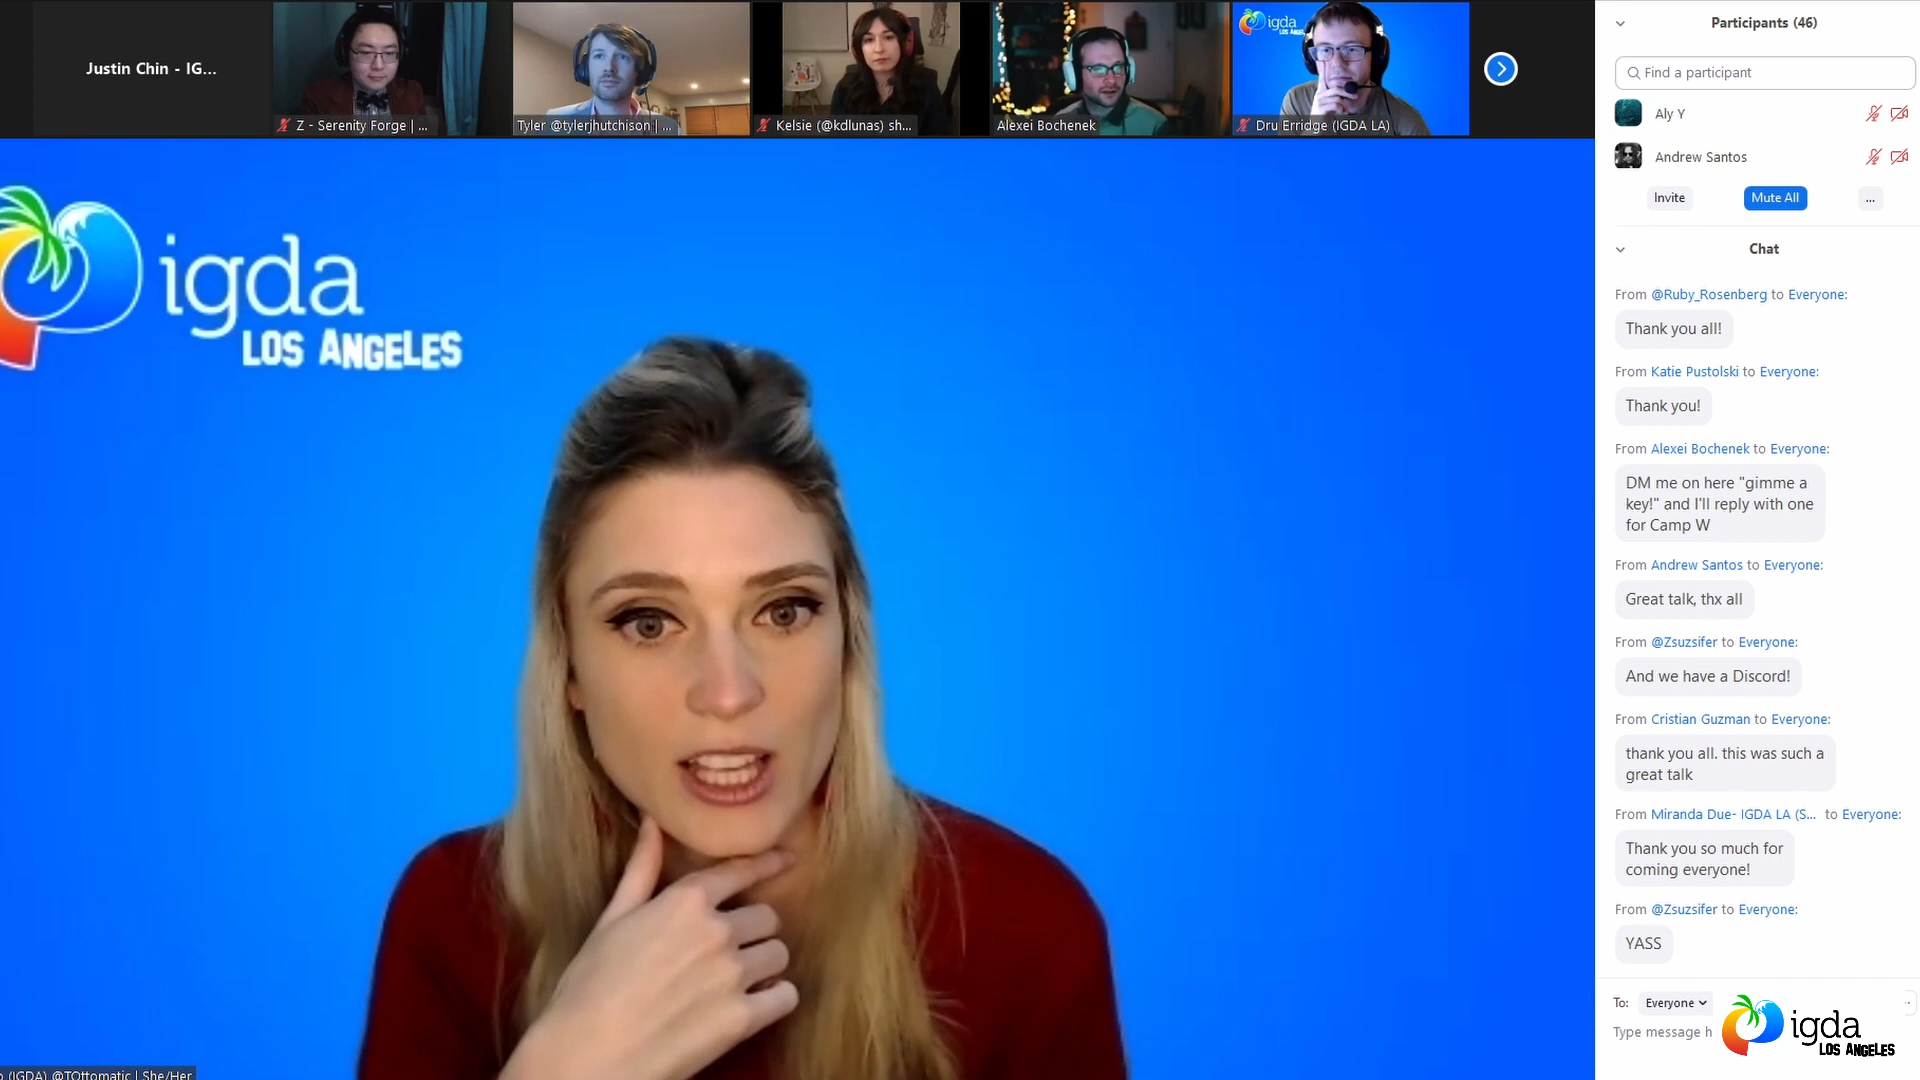 Justin Chin - IG...
Z - Serenity Forge | ...
Tyler @tylerjhutchison | ...
Kelsie (@kdlunas) sh...
Alexei Bochenek
igda
LOS ANGELES
Dru Erridge (IGDA LA)
igda
LOS ANGELES
(IGDA) @TOttomatic | She/Her
Participants (46)
Find a participant
Aly Y
Andrew Santos
Invite
Mute All
...
Chat
From @Ruby_Rosenberg to Everyone:
Thank you all!
From Katie Pustolski to Everyone:
Thank you!
From Alexei Bochenek to Everyone:
DM me on here "gimme a
key!" and I'll reply with one
for Camp W
From Andrew Santos to Everyone:
Great talk, thx all
From @Zsuzsifer to Everyone:
And we have a Discord!
From Cristian Guzman to Everyone:
thank you all. this was such a
great talk
From Miranda Due- IGDA LA (S... to Everyone:
Thank you so much for
coming everyone!
From @Zsuzsifer to Everyone:
YASS
To: Everyone
Type message h
igda
LOS ANGELES